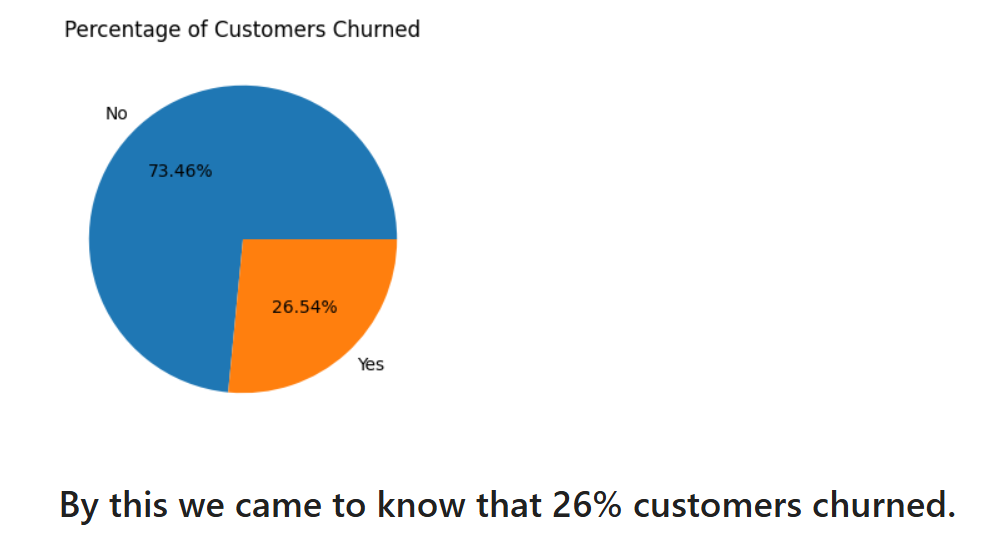 Percentage of Customers Churned
No
73.46%
26.54%
Yes
By this we came to know that 26% customers churned.